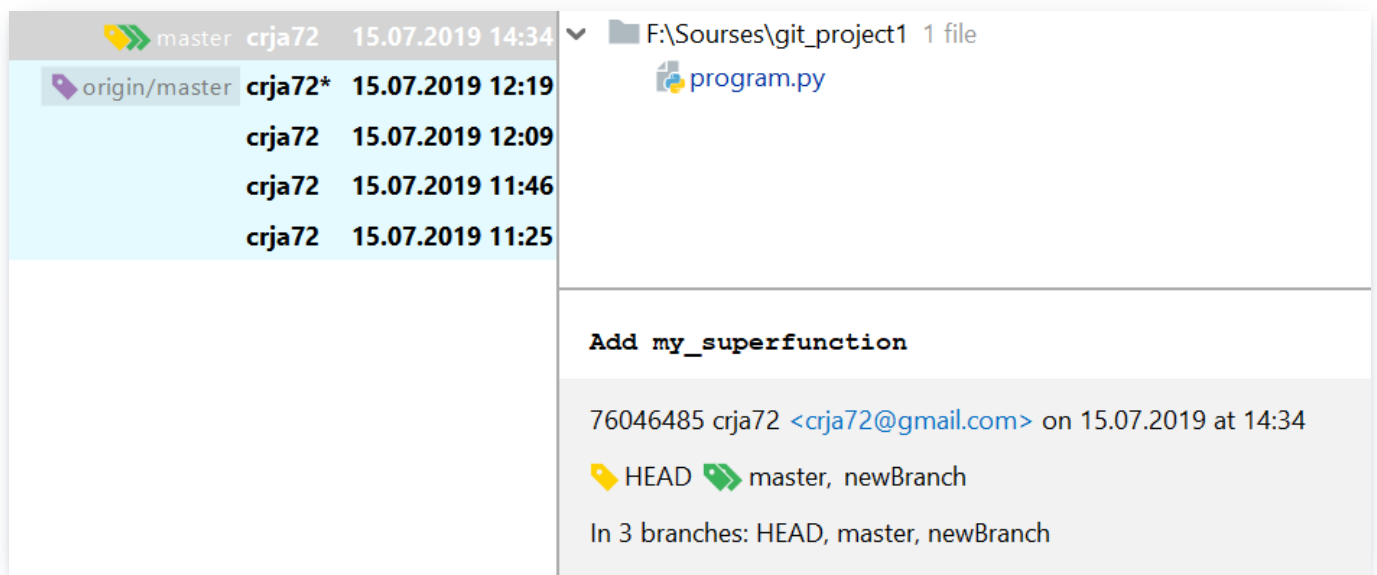 master crja72 15.07.2019 14:34
origin/master crja72* 15.07.2019 12:19
crja72 15.07.2019 12:09
crja72 15.07.2019 11:46
crja72 15.07.2019 11:25
F:\Sourses\git_project1 1 file
program.py
Add my_superfunction
76046485 crja72 <crja72@gmail.com> on 15.07.2019 at 14:34
HEAD master, newBranch
In 3 branches: HEAD, master, newBranch